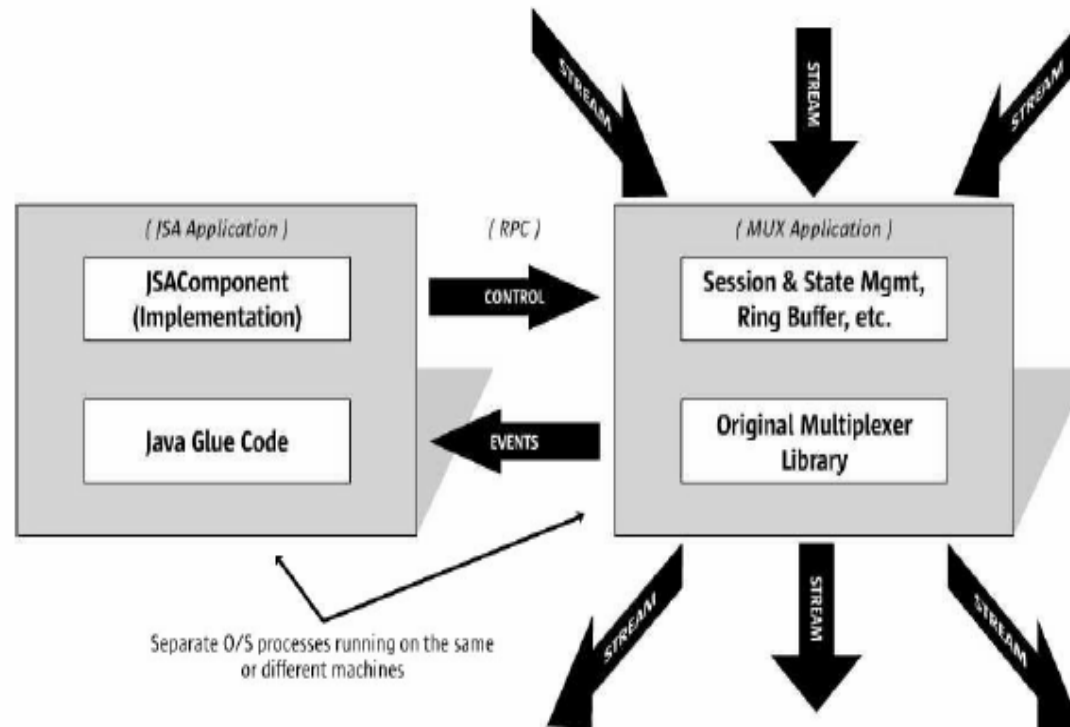 STREAM
STREAM
STREAM
( JSA Application )
( RPC )
( MUX Application )
JSAComponent
(Implementation)
CONTROL
Session & State Mgmt,
Ring Buffer, etc.
Java Glue Code
EVENTS
Original Multiplexer
Library
STREAM
STREAM
STREAM
Separate O/S processes running on the same
or different machines